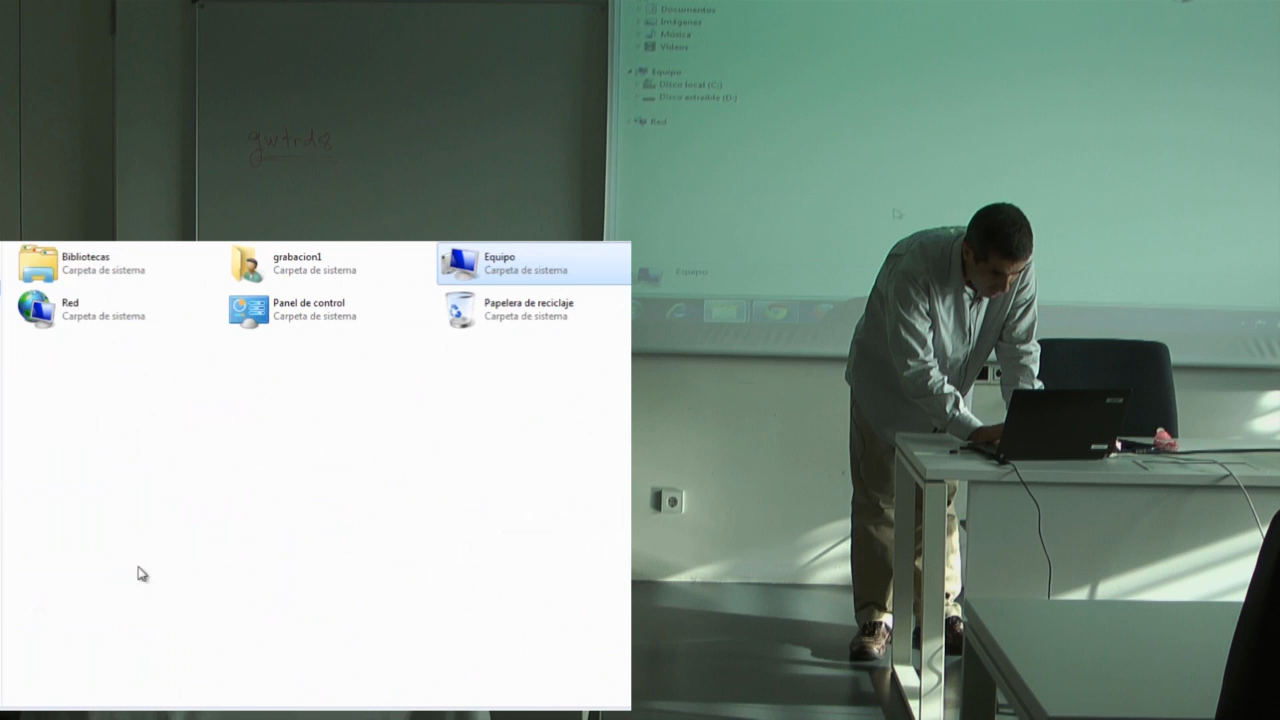 Documentos
Imágenes
Música
Vídeos
Equipo
Disco local (C:)
Disco extraíble (D:)
Red
gwtrd8
Equipo
Bibliotecas
Carpeta de sistema
grabacion1
Carpeta de sistema
Equipo
Carpeta de sistema
Red
Carpeta de sistema
Panel de control
Carpeta de sistema
Papelera de reciclaje
Carpeta de sistema